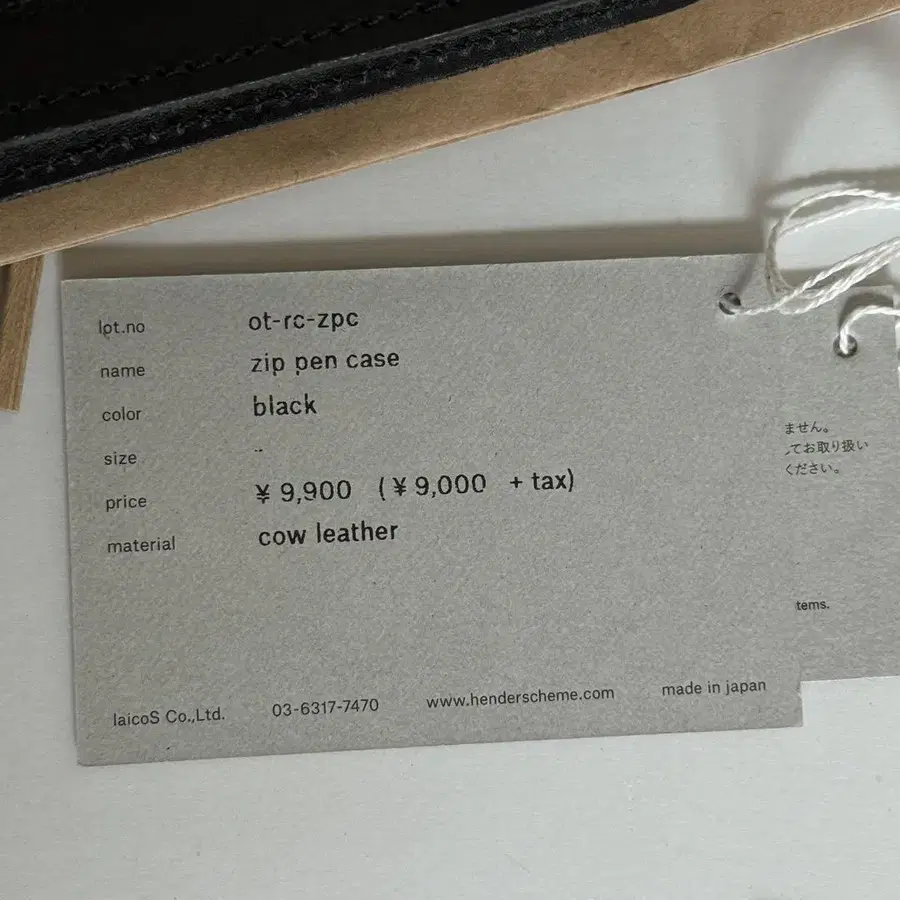 lot.no ot-rc-zpc
name zip pen case
color black
size --
price ¥ 9,900 (¥ 9,000 + tax)
material cow leather
laicoS Co.,Ltd. 03-6317-7470 www.henderscheme.com made in japan
ません。
てお取り扱い
ください。
tems.